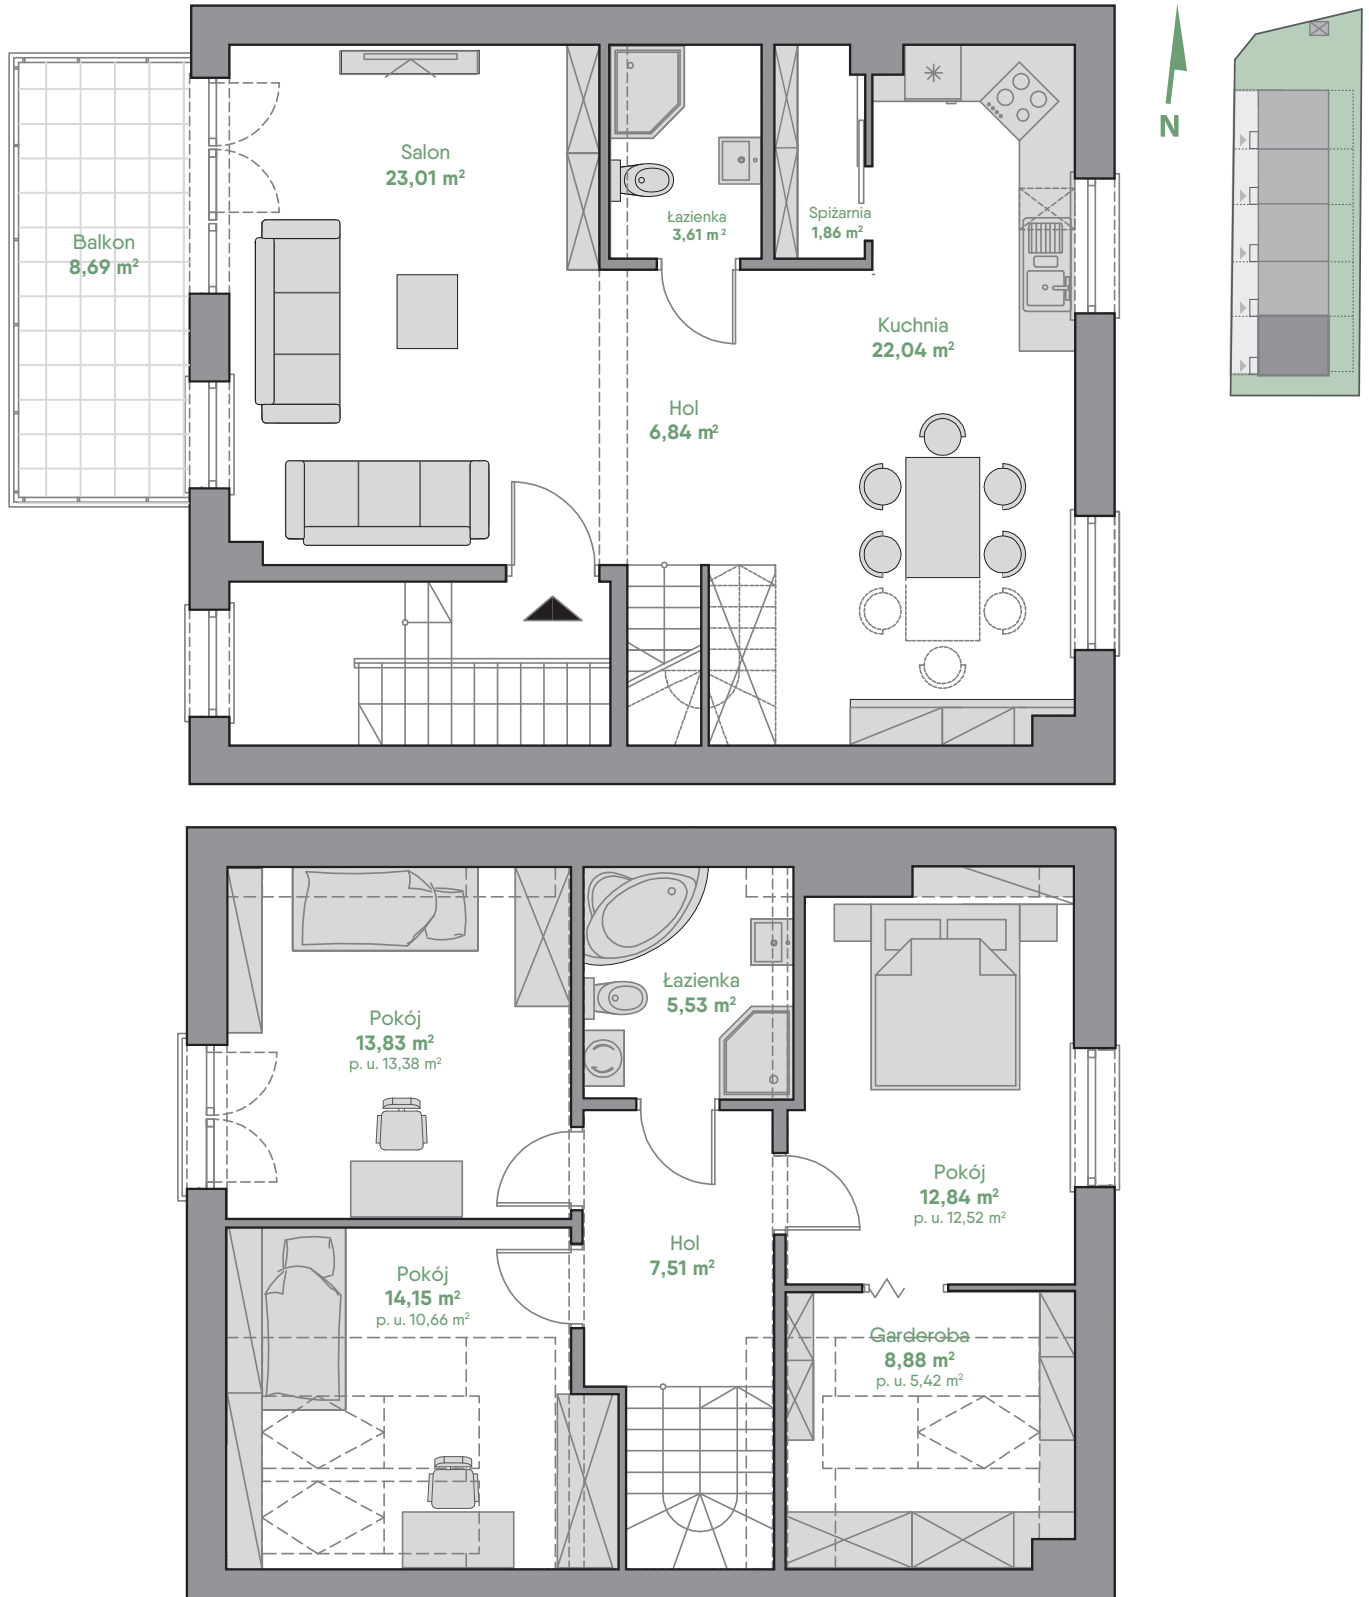 N
Salon
23,01 m²
Balkon
8,69 m²
Łazienka
3,61 m²
Spiżarnia
1,86 m²
Kuchnia
22,04 m²
Hol
6,84 m²
Pokój
13,83 m²
p. u. 13,38 m²
Łazienka
5,53 m²
Pokój
12,84 m²
p. u. 12,52 m²
Hol
7,51 m²
Pokój
14,15 m²
p. u. 10,66 m²
Garderoba
8,88 m²
p. u. 5,42 m²